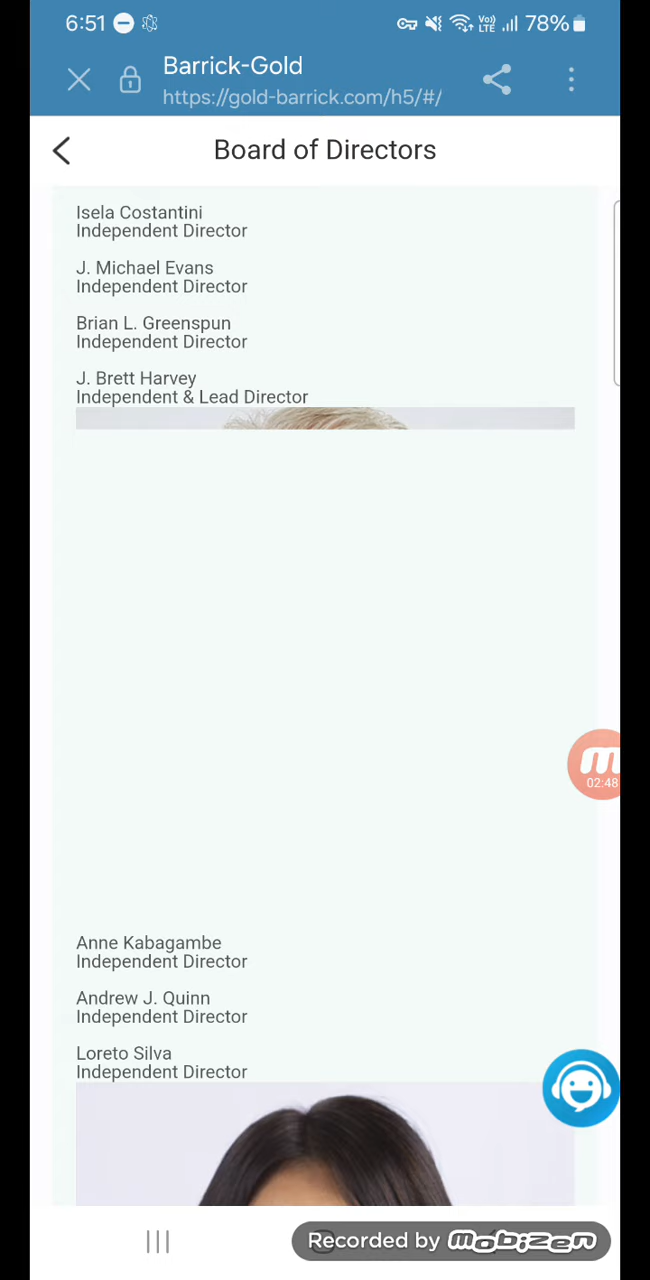 6:51
Vo))
LTE
78%
Barrick-Gold
https://gold-barrick.com/h5/#/
Board of Directors
Isela Costantini
Independent Director
J. Michael Evans
Independent Director
Brian L. Greenspun
Independent Director
J. Brett Harvey
Independent & Lead Director
m
02:48
Anne Kabagambe
Independent Director
Andrew J. Quinn
Independent Director
Loreto Silva
Independent Director
Recorded by mobizen